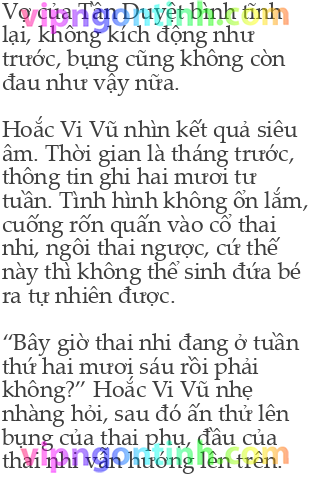 Vợ của Tân Duyệt bình tĩnh
lại, không kích động như
trước, bụng cũng không còn
đau như vậy nữa.
Hoắc Vi Vũ nhìn kết quả siêu
âm. Thời gian là tháng trước,
thông tin ghi hai mươi tư
tuần. Tình hình không ổn lắm,
cuống rốn quấn vào cổ thai
nhi, ngôi thai ngược, cứ thế
này thì không thể sinh đứa bé
ra tự nhiên được.
“Bây giờ thai nhi đang ở tuần
thứ hai mươi sáu rồi phải
không?” Hoắc Vi Vũ nhẹ
nhàng hỏi, sau đó ấn thử lên
bụng của thai phụ, đầu của
thai nhi vẫn hướng lên trên.
vipngontinh.com
vipngontinh.com